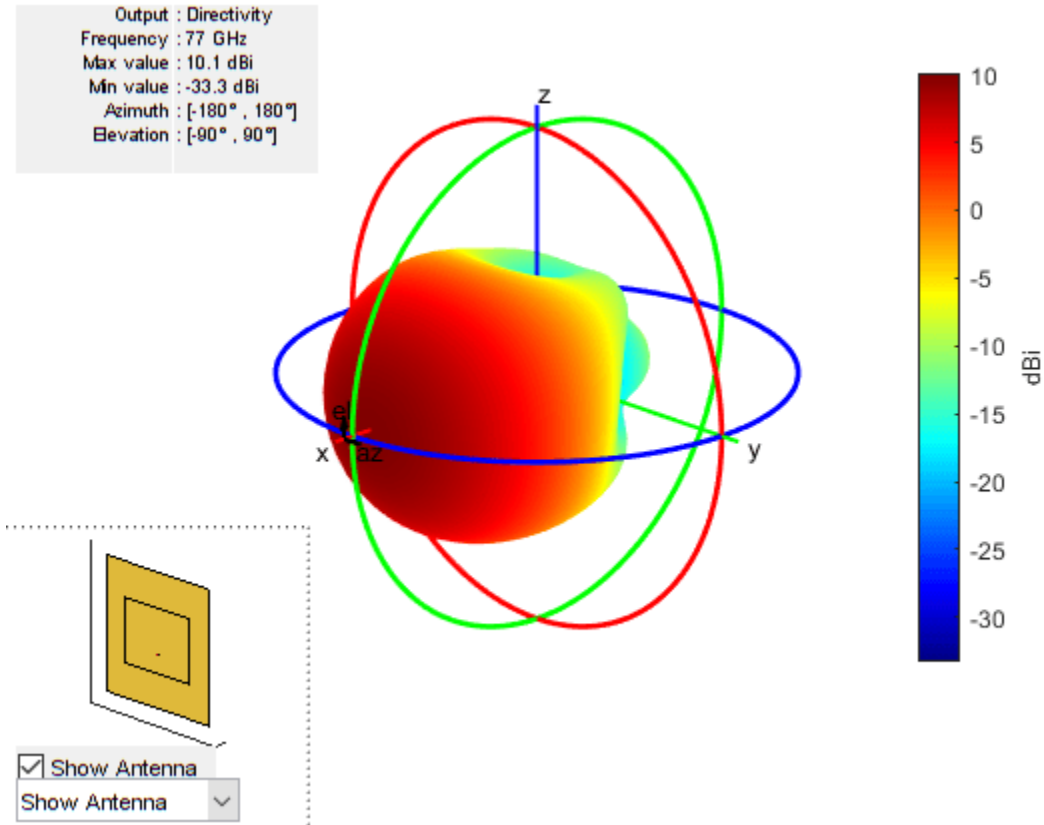 Output : Directivity
Frequency : 77 GHz
Max value : 10.1 dBi
Min value : -33.3 dBi
Azimuth : [-180° , 180°]
Elevation : [-90° , 90°]
z
x
el
az
y
10
5
0
-5
-10
-15
-20
-25
-30
dBi
Show Antenna
Show Antenna